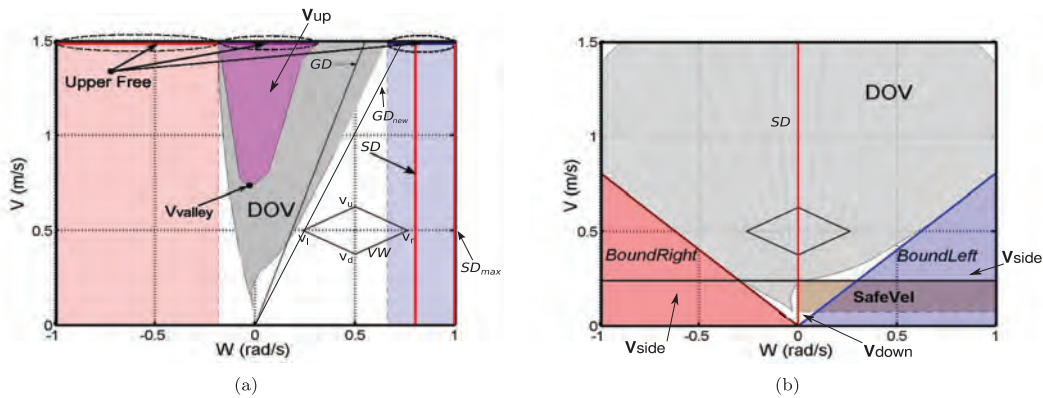 Vup
1.5
Upper Free
GD
GDnew
V (m/s)
1
SD
Vvalley
DOV
vu
0.5
vl
vr
vd
VW
SDmax
0
-1
-0.5
0
0.5
1
W (rad/s)
(a)
1.5
DOV
SD
V (m/s)
1
0.5
BoundRight
BoundLeft
Vside
SafeVel
0
Vside
Vdown
-1
-0.5
0
0.5
1
W (rad/s)
(b)